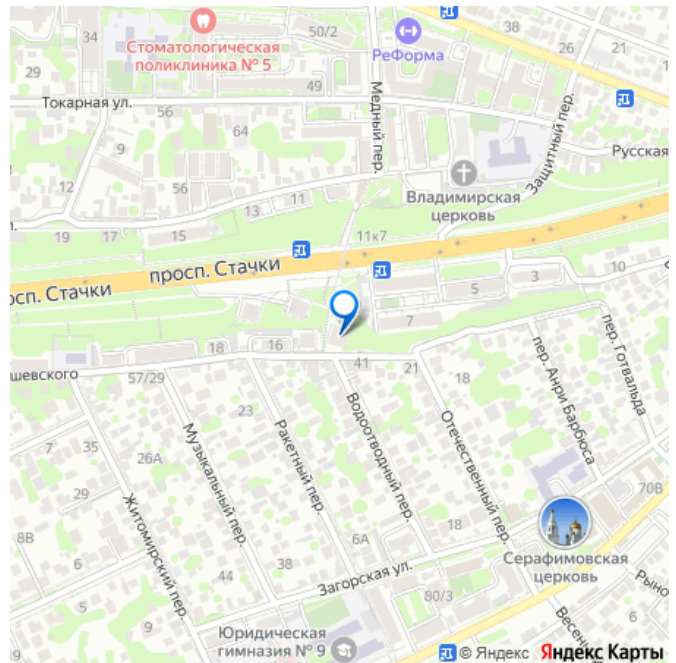 34
50/2
38
26
Стоматологическая
поликлиника № 5
РеФорма
29
49
Токарная ул.
56
Медный пер.
64
9
Защитный пер.
Русская
12
56
Владимирская
церковь
13
11
19
17
15
11к7
просп. Стачки
10
3
осп. Стачки
5
7
18
16
пер. Готвальда
шевского
57/29
41
21
18
пер. Анри Барбюса
23
Водоотводный пер.
Отечественный пер.
7
35
Музыкальный пер.
Ракетный пер.
26А
29
70В
Житомирский пер.
8В
6А
18
Серафимовская
церковь
44
38
Загорская ул.
Рыно
6
80/3
5
Весен
Юридическая
гимназия № 9
© Яндекс Яндекс Карты